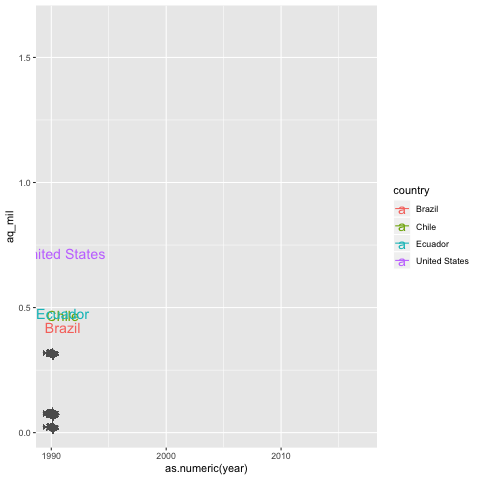 1.5
1.0
0.5
0.0
aq_mil
nited States
Ecuador
Chile
Brazil
1990
2000
2010
as.numeric(year)
country
a Brazil
a Chile
a Ecuador
a United States